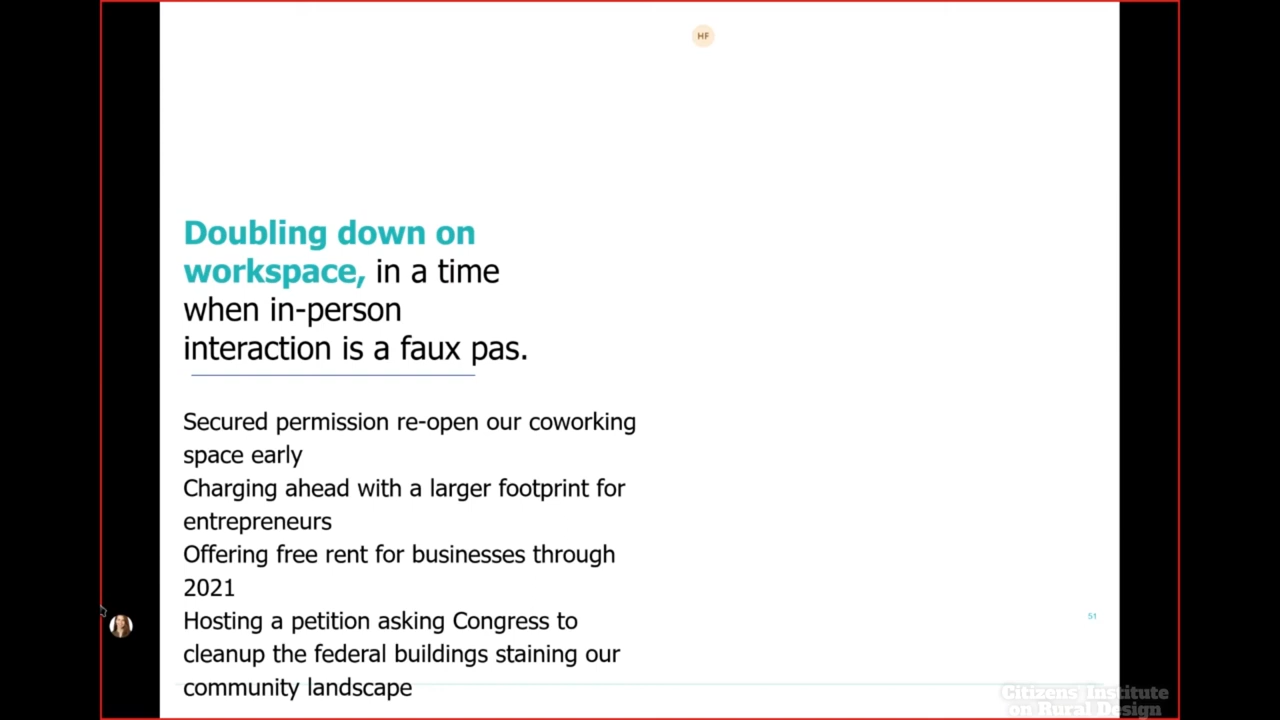 HF
Doubling down on
workspace, in a time
when in-person
interaction is a faux pas.
Secured permission re-open our coworking
space early
Charging ahead with a larger footprint for
entrepreneurs
Offering free rent for businesses through
2021
Hosting a petition asking Congress to
cleanup the federal buildings staining our
community landscape
51
Citizens' Institute
on Rural Design